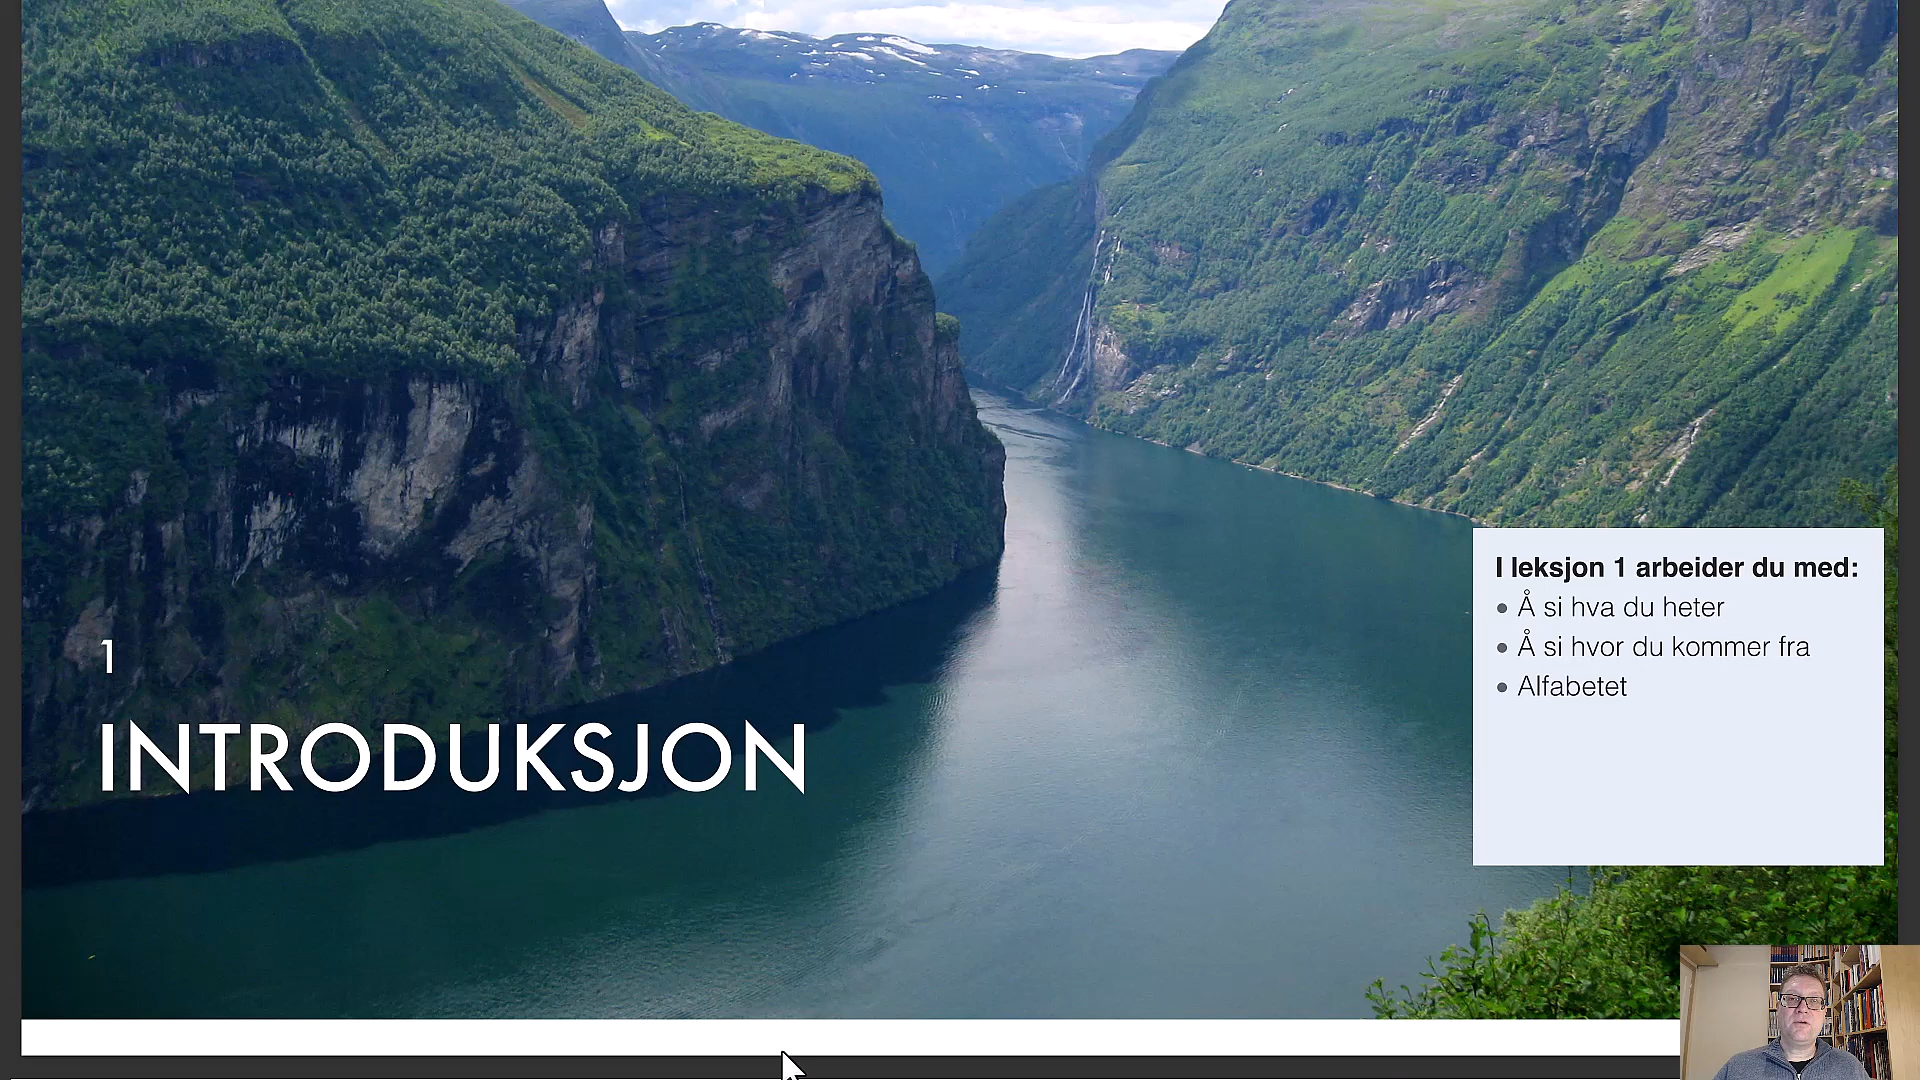 1
INTRODUKSJON
I leksjon 1 arbeider du med:
• Å si hva du heter
• Å si hvor du kommer fra
• Alfabetet